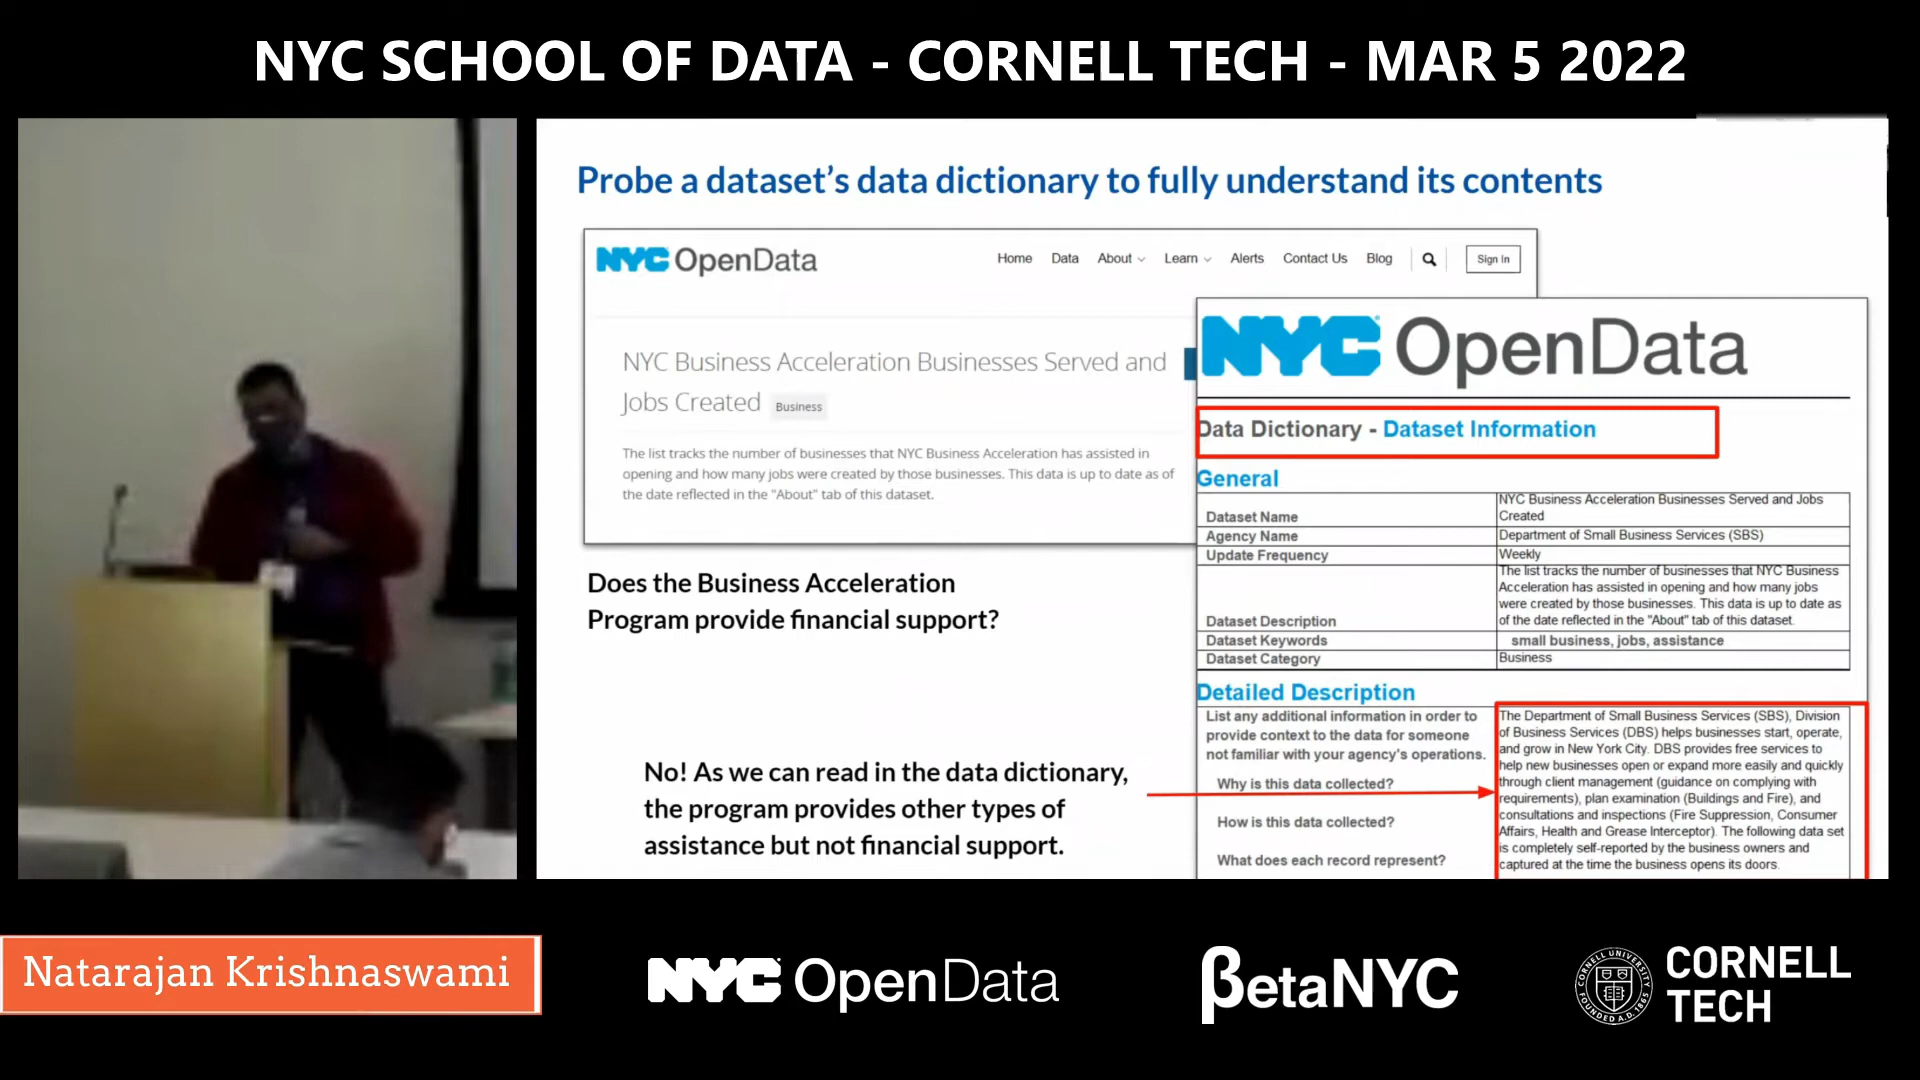 NYC SCHOOL OF DATA - CORNELL TECH - MAR 5 2022
Probe a dataset's data dictionary to fully understand its contents
NYC OpenData
Home Data About Learn Alerts Contact Us Blog Sign In
NYC Business Acceleration Businesses Served and
Jobs Created Business
The list tracks the number of businesses that NYC Business Acceleration has assisted in
opening and how many jobs were created by those businesses. This data is up to date as of
the date reflected in the "About" tab of this dataset.
Does the Business Acceleration
Program provide financial support?
No! As we can read in the data dictionary,
the program provides other types of
assistance but not financial support.
NYC OpenData
Data Dictionary - Dataset Information
General
Dataset Name
NYC Business Acceleration Businesses Served and Jobs
Created
Agency Name
Department of Small Business Services (SBS)
Update Frequency
Weekly
Dataset Description
The list tracks the number of businesses that NYC Business
Acceleration has assisted in opening and how many jobs
were created by those businesses. This data is up to date as
of the date reflected in the "About" tab of this dataset.
Dataset Keywords
small business, jobs, assistance
Dataset Category
Business
Detailed Description
List any additional information in order to
provide context to the data for someone
not familiar with your agency's operations.
Why is this data collected?
How is this data collected?
What does each record represent?
The Department of Small Business Services (SBS), Division
of Business Services (DBS) helps businesses start, operate,
and grow in New York City. DBS provides free services to
help new businesses open or expand more easily and quickly
through client management (guidance on complying with
requirements), plan examination (Buildings and Fire), and
consultations and inspections (Fire Suppression, Consumer
Affairs, Health and Grease Interceptor). The following data set
is completely self-reported by the business owners and
captured at the time the business opens its doors.
Natarajan Krishnaswami
NYC OpenData
βetaNYC
CORNELL UNIVERSITY
FOUNDED A.D. 1865
CORNELL
TECH